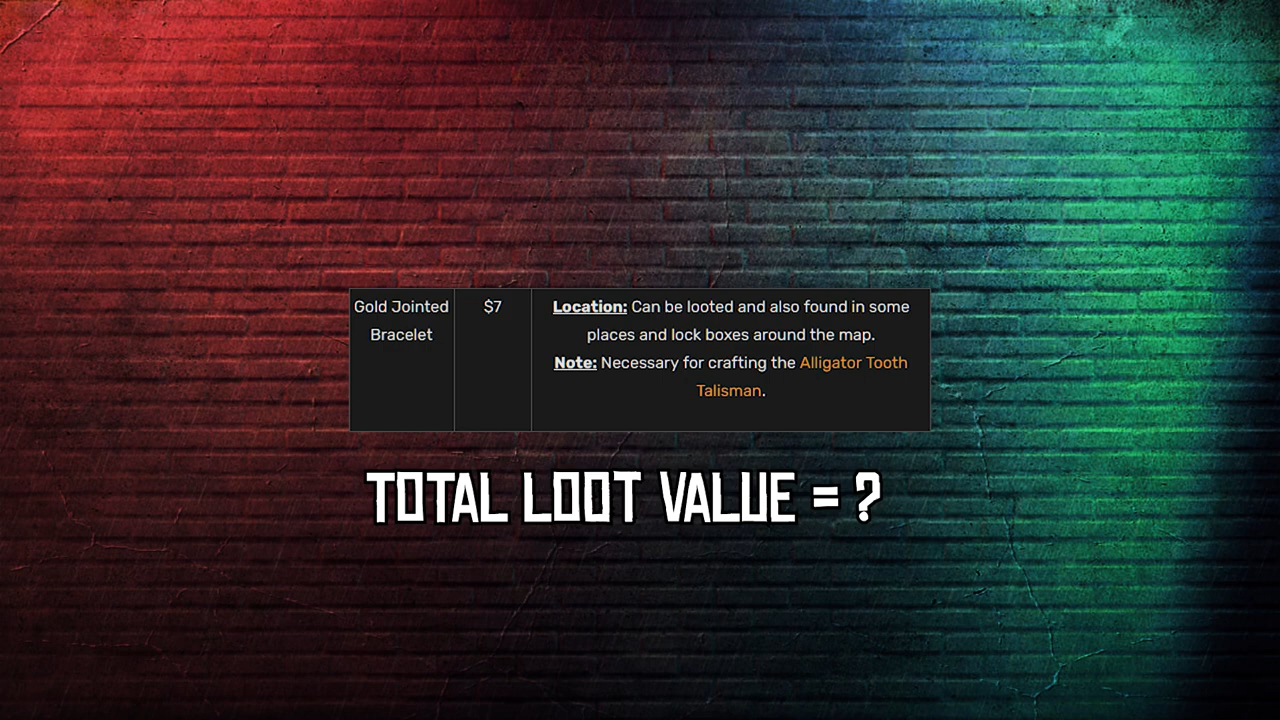 Gold Jointed
Bracelet
$7
Location: Can be looted and also found in some
places and lock boxes around the map.
Note: Necessary for crafting the Alligator Tooth
Talisman.
TOTAL LOOT VALUE = ?